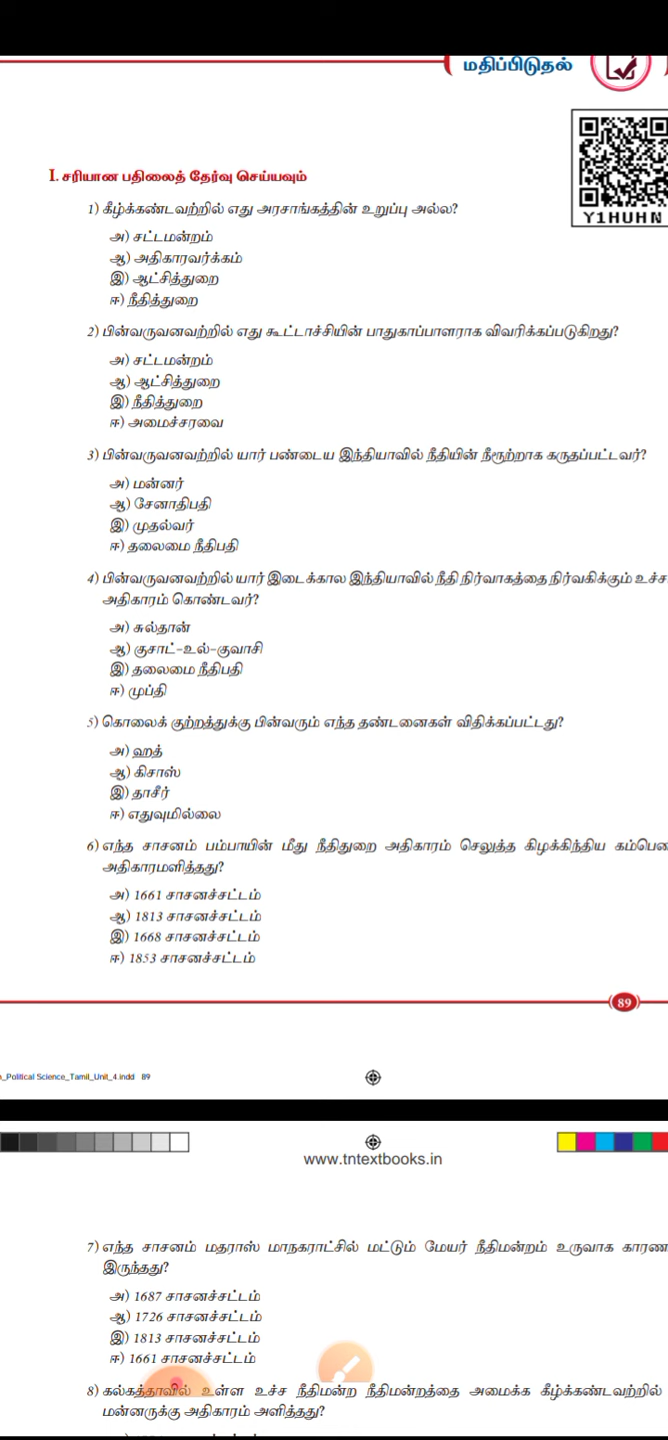 மதிப்பிடுதல்
Y1HUHN
I. சரியான பதிலைத் தேர்வு செய்யவும்
1) கீழ்க்கண்டவற்றில் எது அரசாங்கத்தின் உறுப்பு அல்ல?
அ) சட்டமன்றம்
ஆ) அதிகாரவர்க்கம்
இ) ஆட்சித்துறை
ஈ) நீதித்துறை
2) பின்வருவனவற்றில் எது கூட்டாச்சியின் பாதுகாப்பாளராக விவரிக்கப்படுகிறது?
அ) சட்டமன்றம்
ஆ) ஆட்சித்துறை
இ) நீதித்துறை
ஈ) அமைச்சரவை
3) பின்வருவனவற்றில் யார் பண்டைய இந்தியாவில் நீதியின் நீரூற்றாக கருதப்பட்டவர்?
அ) மன்னர்
ஆ) சேனாதிபதி
இ) முதல்வர்
ஈ) தலைமை நீதிபதி
4) பின்வருவனவற்றில் யார் இடைக்கால இந்தியாவில் நீதி நிர்வாகத்தை நிர்வகிக்கும் உச்ச
அதிகாரம் கொண்டவர்?
அ) சுல்தான்
ஆ) குசாட்-உல்-குவாசி
இ) தலைமை நீதிபதி
ஈ) முப்தி
5) கொலைக் குற்றத்துக்கு பின்வரும் எந்த தண்டனைகள் விதிக்கப்பட்டது?
அ) ஹத்
ஆ) கிசாஸ்
இ) தாசீர்
ஈ) எதுவுமில்லை
6) எந்த சாசனம் பம்பாயின் மீது நீதிதுறை அதிகாரம் செலுத்த கிழக்கிந்திய கம்பெ
அதிகாரமளித்தது?
அ) 1661 சாசனச்சட்டம்
ஆ) 1813 சாசனச்சட்டம்
இ) 1668 சாசனச்சட்டம்
ஈ) 1853 சாசனச்சட்டம்
89
_Political Science_Tamil_Unit_4.indd 89
www.tntextbooks.in
7) எந்த சாசனம் மதராஸ் மாநகராட்சில் மட்டும் மேயர் நீதிமன்றம் உருவாக காரண
இருந்தது?
அ) 1687 சாசனச்சட்டம்
ஆ) 1726 சாசனச்சட்டம்
இ) 1813 சாசனச்சட்டம்
ஈ) 1661 சாசனச்சட்டம்
8) கல்கத்தாவில் உள்ள உச்ச நீதிமன்ற நீதிமன்றத்தை அமைக்க கீழ்க்கண்டவற்றில்
மன்னருக்கு அதிகாரம் அளித்தது?